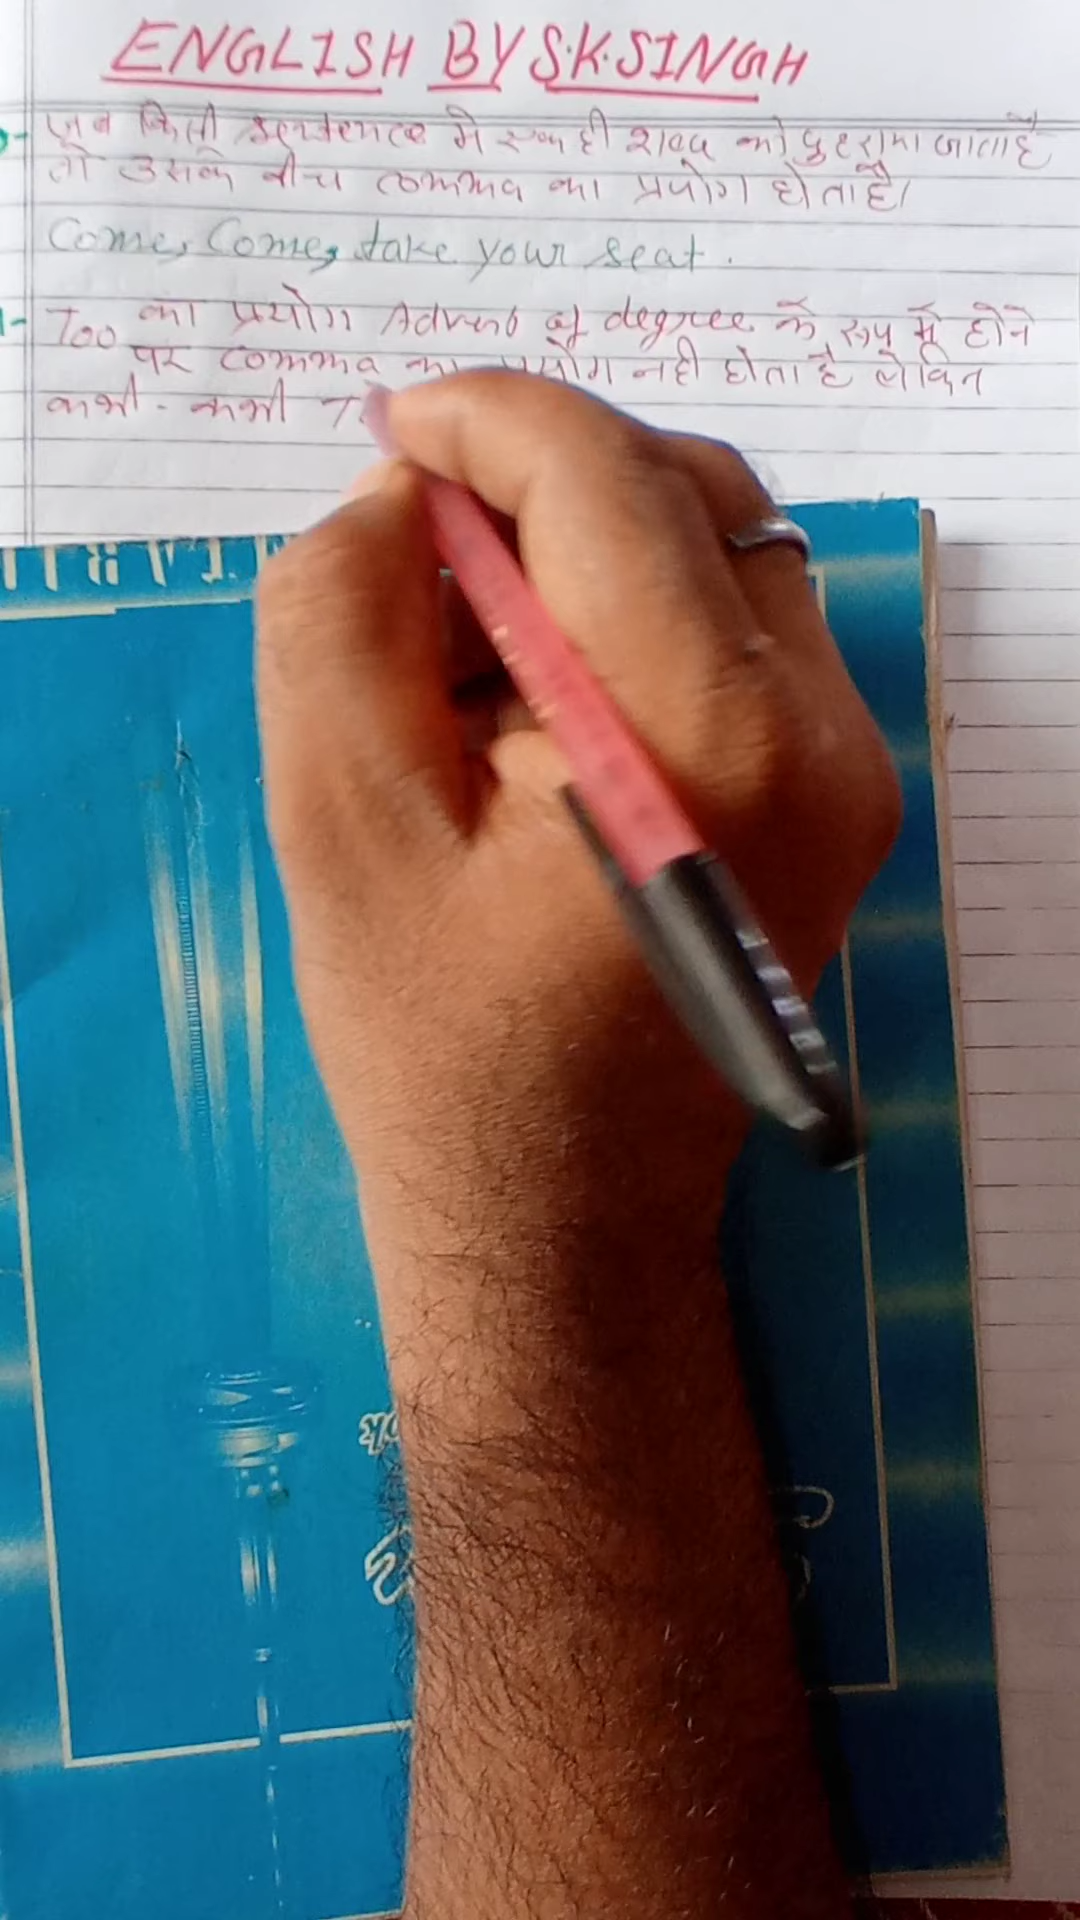 ENGLISH BY S.K.SINGH
जब किसी sentence में एक ही शब्द को दुहराया जाता है
तो उसके बीच comma का प्रयोग होता है।
Come, Come, take your seat.
Too का प्रयोग Adverb of degree के रूप में होने
पर comma का प्रयोग नही होता है लेकिन
कभी - कभी